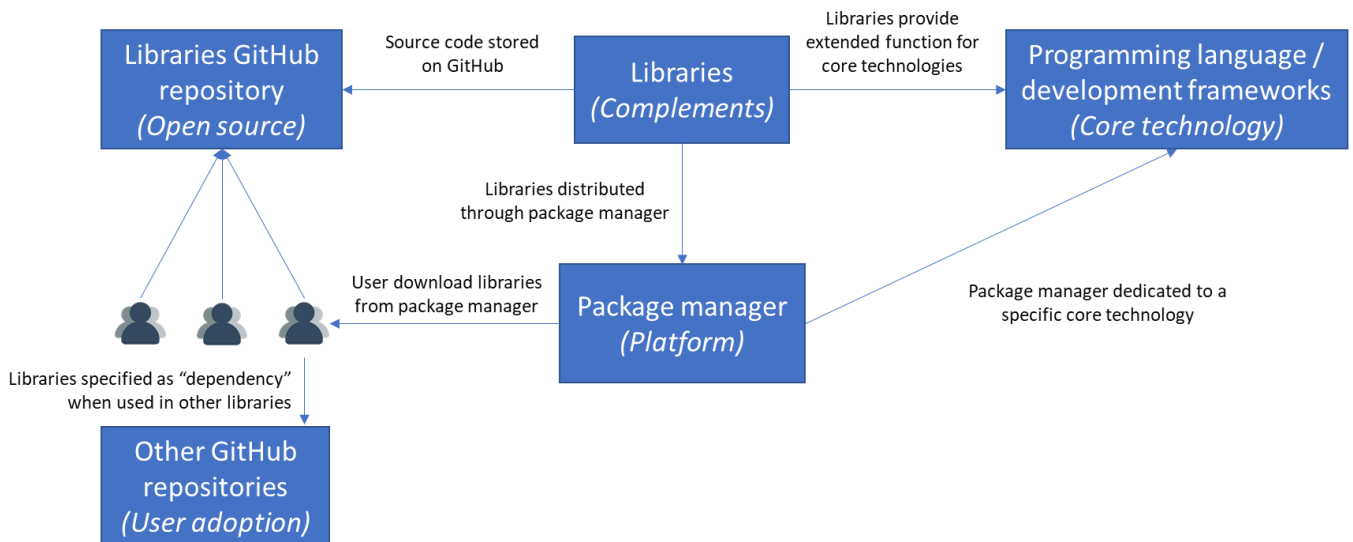 Libraries GitHub
repository
(Open source)
Source code stored
on GitHub
Libraries
(Complements)
Libraries provide
extended function for
core technologies
Programming language /
development frameworks
(Core technology)
Libraries distributed
through package manager
User download libraries
from package manager
Package manager
(Platform)
Package manager dedicated to a
specific core technology
Libraries specified as “dependency”
when used in other libraries
Other GitHub
repositories
(User adoption)